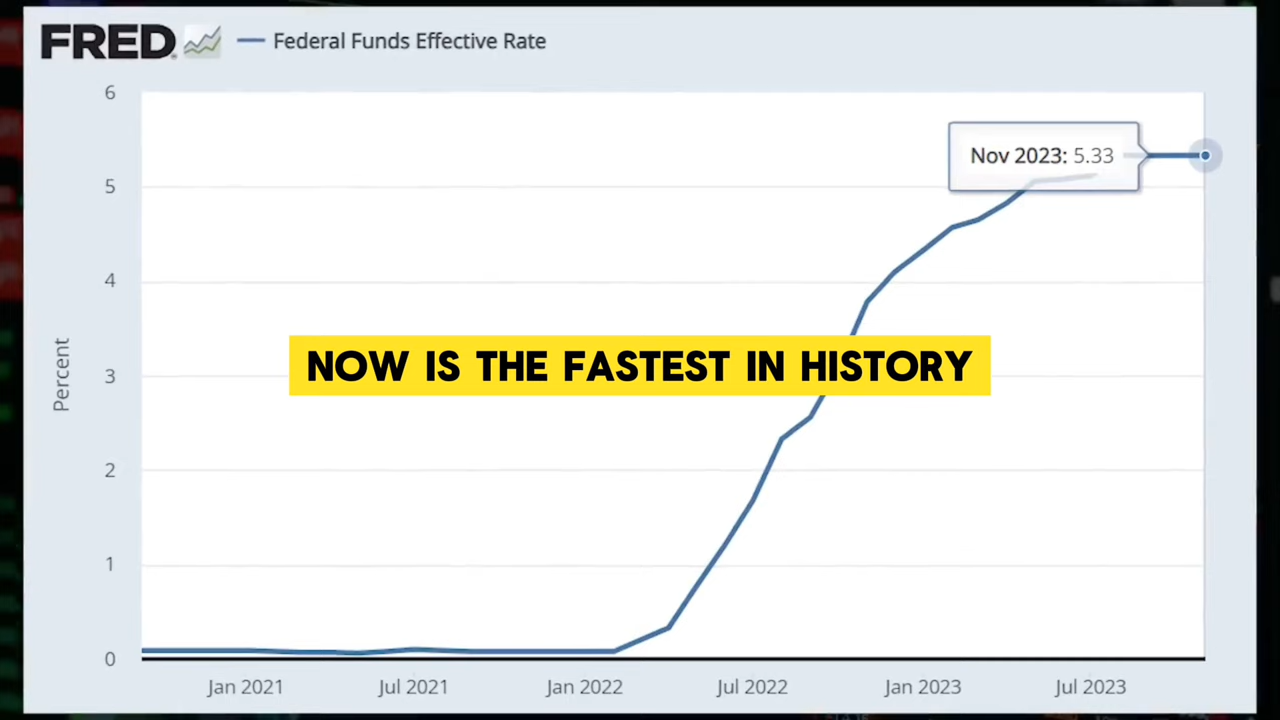 FRED
Federal Funds Effective Rate
6
Nov 2023: 5.33
5
4
NOW IS THE FASTEST IN HISTORY
Percent
3
2
1
0
Jan 2021 Jul 2021 Jan 2022 Jul 2022 Jan 2023 Jul 2023